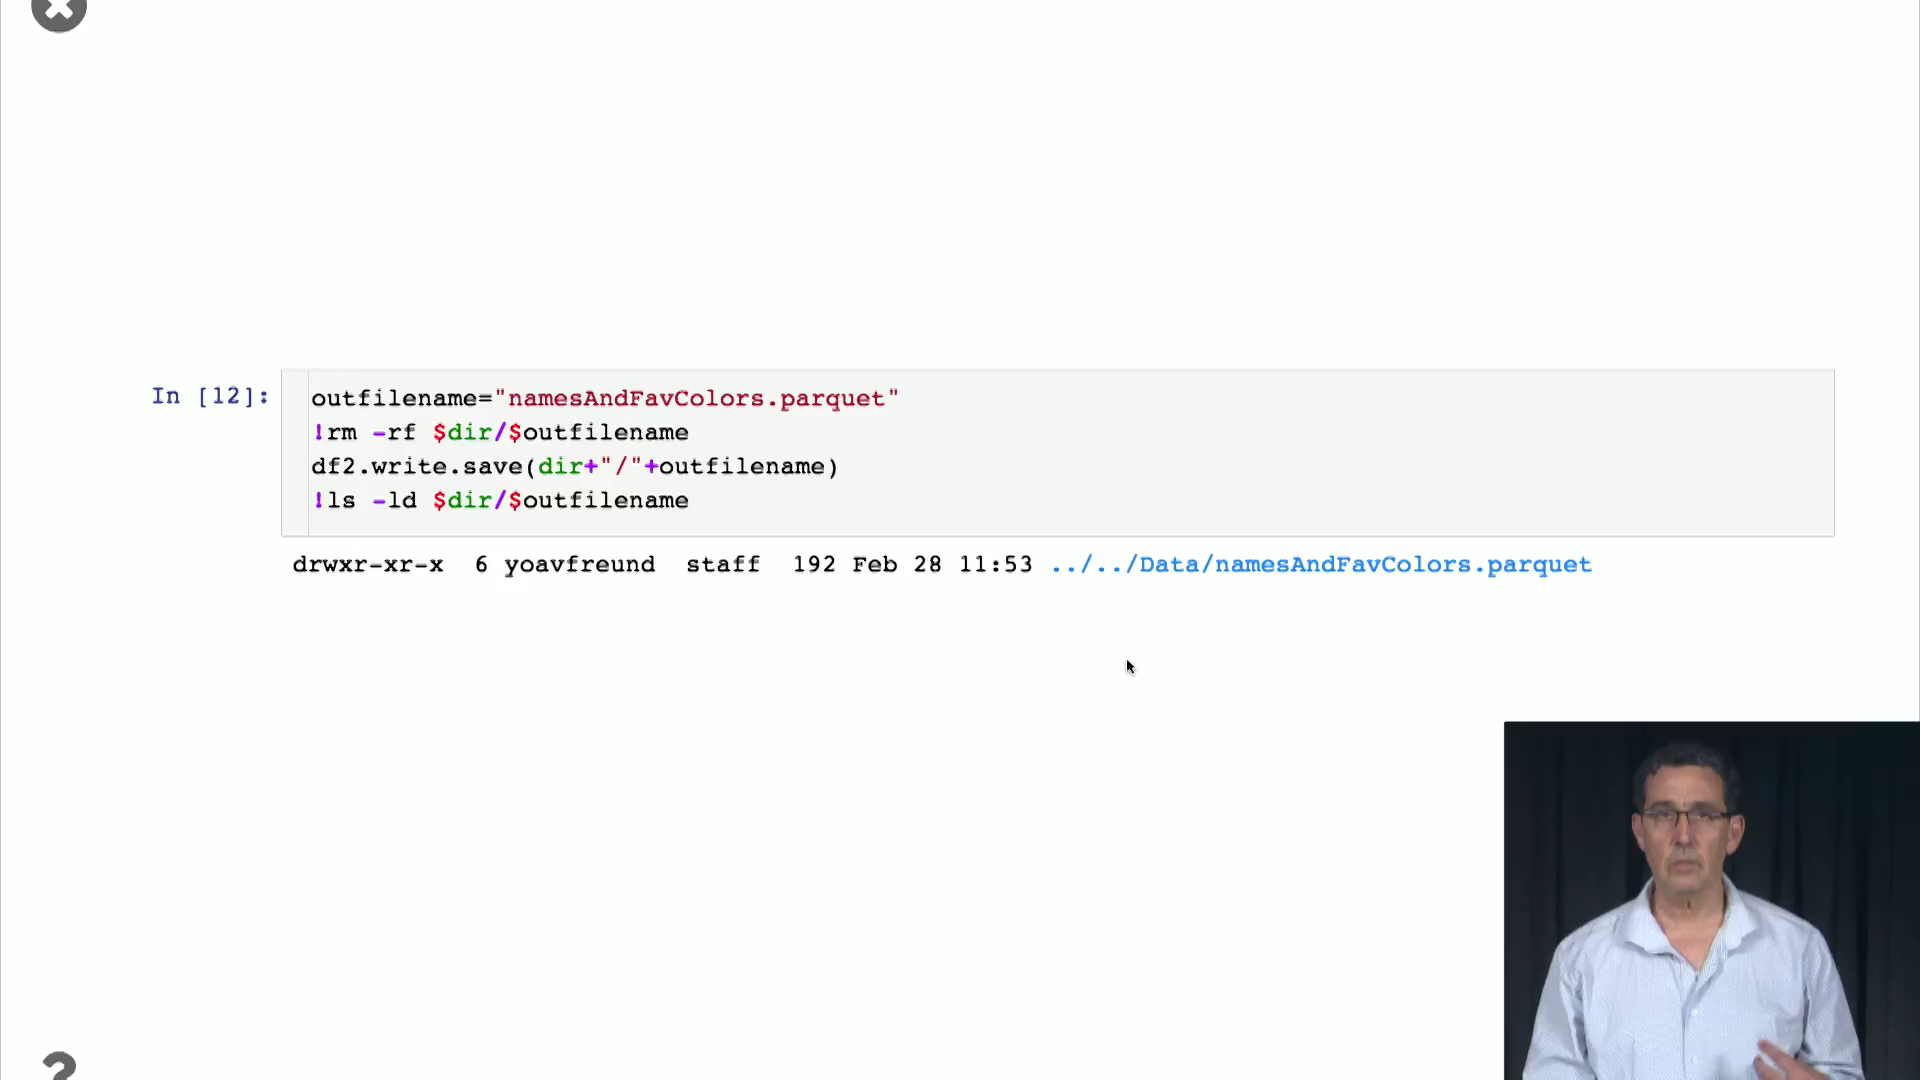 In [12]:
outfilename="namesAndFavColors.parquet"
!rm -rf $dir/$outfilename
df2.write.save(dir+"/"+outfilename)
!ls -ld $dir/$outfilename
drwxr-xr-x  6 yoavfreund  staff  192 Feb 28 11:53 ../../Data/namesAndFavColors.parquet
?